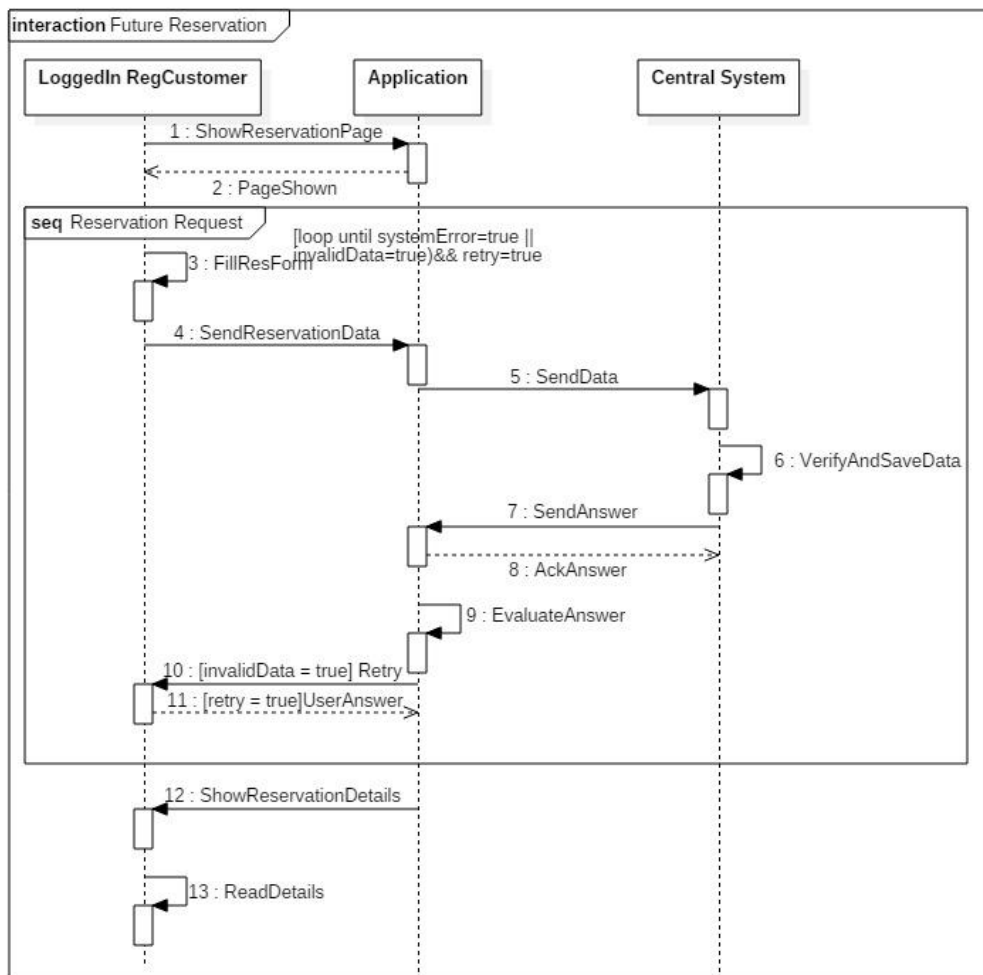 interaction Future Reservation
LoggedIn RegCustomer
Application
Central System
1 : ShowReservationPage
2 : PageShown
seq Reservation Request
[loop until systemError=true ||
invalidData=true)&& retry=true
3 : FillResForm
4 : SendReservationData
5 : SendData
6 : VerifyAndSaveData
7 : SendAnswer
8 : AckAnswer
9 : EvaluateAnswer
10 : [invalidData = true] Retry
11 : [retry = true]UserAnswer
12 : ShowReservationDetails
13 : ReadDetails